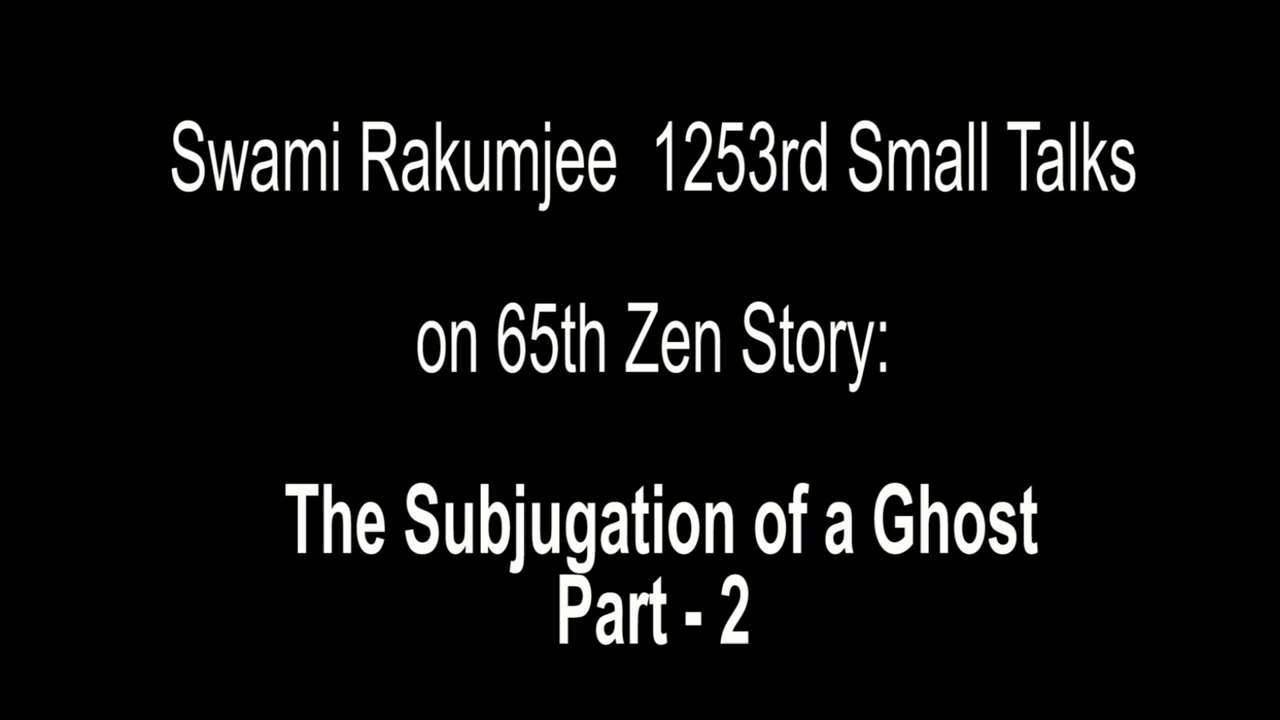 Swami Rakumjee 1253rd Small Talks
on 65th Zen Story:
The Subjugation of a Ghost
Part - 2